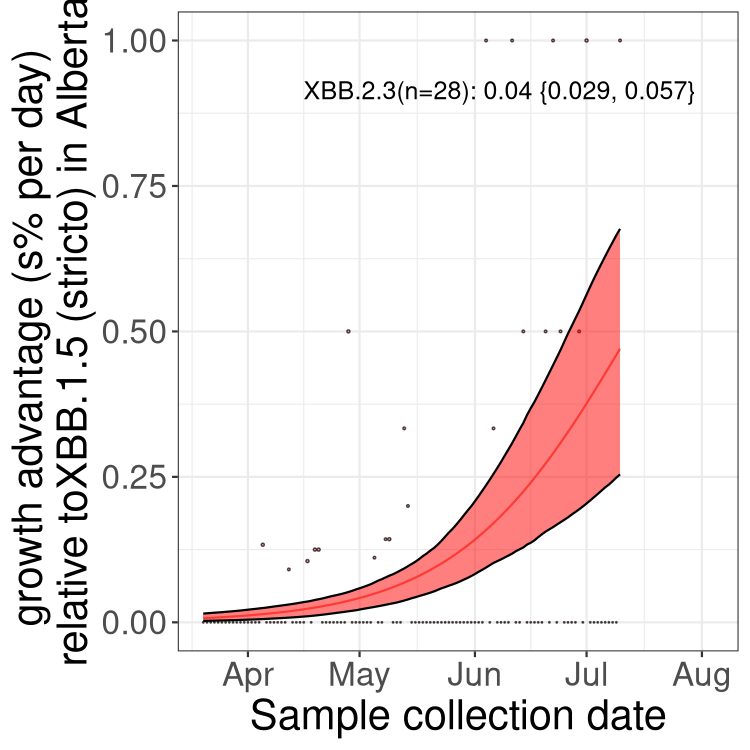 growth advantage (s% per day)
relative toXBB.1.5 (stricto) in Alberta
1.00
XBB.2.3(n=28): 0.04 {0.029, 0.057}
0.75
0.50
0.25
0.00
Apr May Jun Jul Aug
Sample collection date